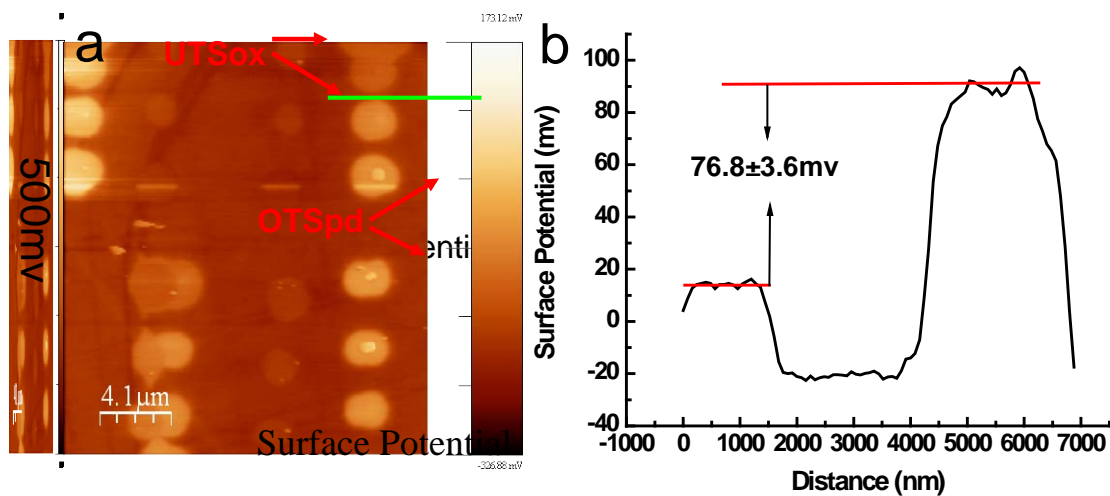 173.12 mV
a
UTSox
500mv
OTSpd
enti
4.1µm
Surface Potential
-326.88 mV
b
100
80
60
40
20
0
-20
-40
Surface Potential (mv)
76.8±3.6mv
-1000 0 1000 2000 3000 4000 5000 6000 7000
Distance (nm)